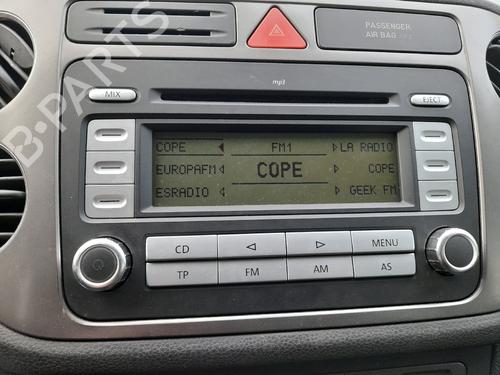 PASSENGER
AIR BAG OFF
mp3
MIX
EJECT
COPE FM1 LA RADIO
EUROPAFM COPE COPE
ESRADIO GEEK FM
CD MENU
TP FM AM AS
B-PARTS